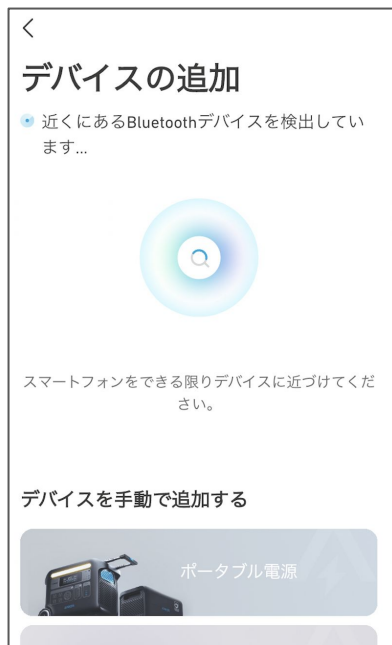 デバイスの追加
近くにあるBluetoothデバイスを検出してい
ます...
スマートフォンをできる限りデバイスに近づけてくだ
さい。
デバイスを手動で追加する
ポータブル電源